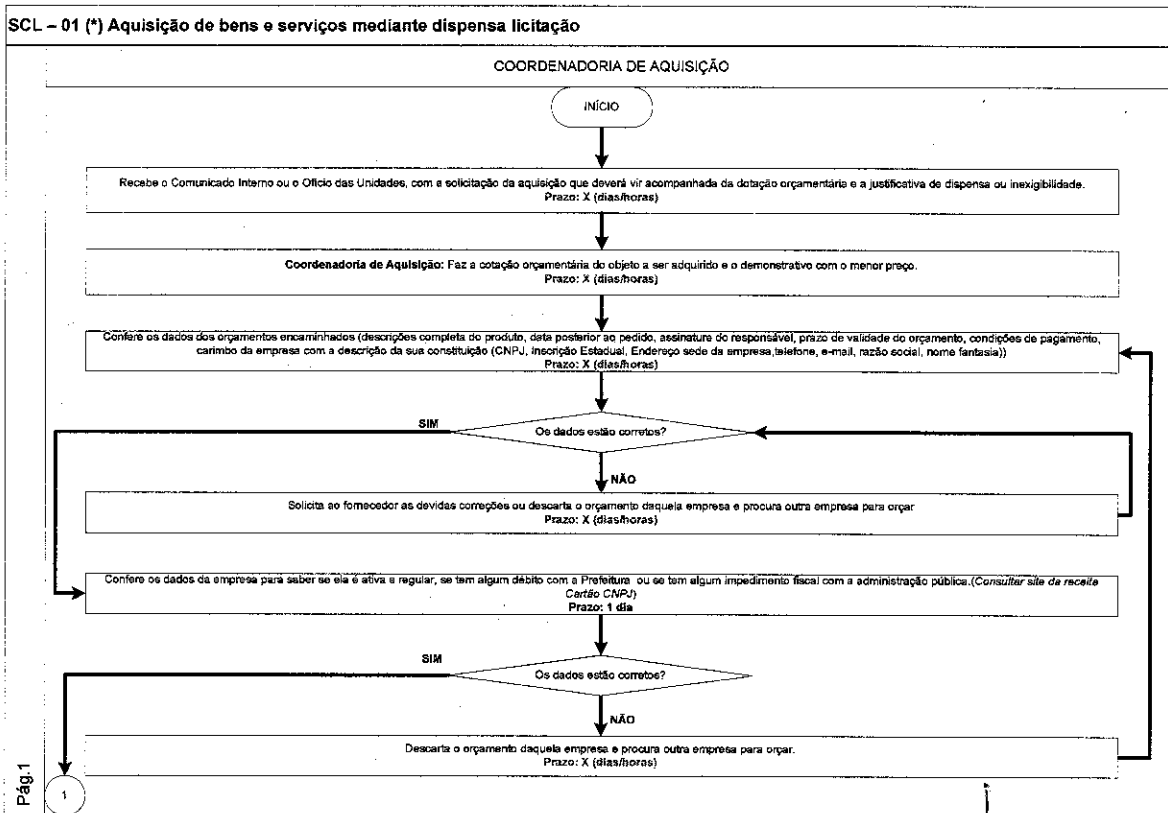 SCL – 01 (*) Aquisição de bens e serviços mediante dispensa licitação
COORDENADORIA DE AQUISIÇÃO
INÍCIO
Recebe o Comunicado Interno ou o Oficio das Unidades, com a solicitação da aquisição que deverá vir acompanhada da dotação orçamentária e a justificativa de dispensa ou inexigibilidade.
Prazo: X (dias/horas)
Coordenadoria de Aquisição: Faz a cotação orçamentária do objeto a ser adquirido e o demonstrativo com o menor preço.
Prazo: X (dias/horas)
Confere os dados dos orçamentos encaminhados (descrições completa do produto, data posterior ao pedido, assinatura do responsável, prazo de validade do orçamento, condições de pagamento,
carimbo da empresa com a descrição da sua constituição (CNPJ, Inscrição Estadual, Endereço sede da empresa,telefone, e-mail, razão social, nome fantasia))
Prazo: X (dias/horas)
SIM
Os dados estão corretos?
NÃO
Solicita ao fornecedor as devidas correções ou descarta o orçamento daquela empresa e procura outra empresa para orçar
Prazo: X (dias/horas)
Confere os dados da empresa para saber se ela é ativa e regular, se tem algum débito com a Prefeitura ou se tem algum impedimento fiscal com a administração pública.(Consultar site da receita
Cartão CNPJ)
Prazo: 1 dia
SIM
Os dados estão corretos?
NÃO
Descarta o orçamento daquela empresa e procura outra empresa para orçar.
Prazo: X (dias/horas)
Pág.1
1